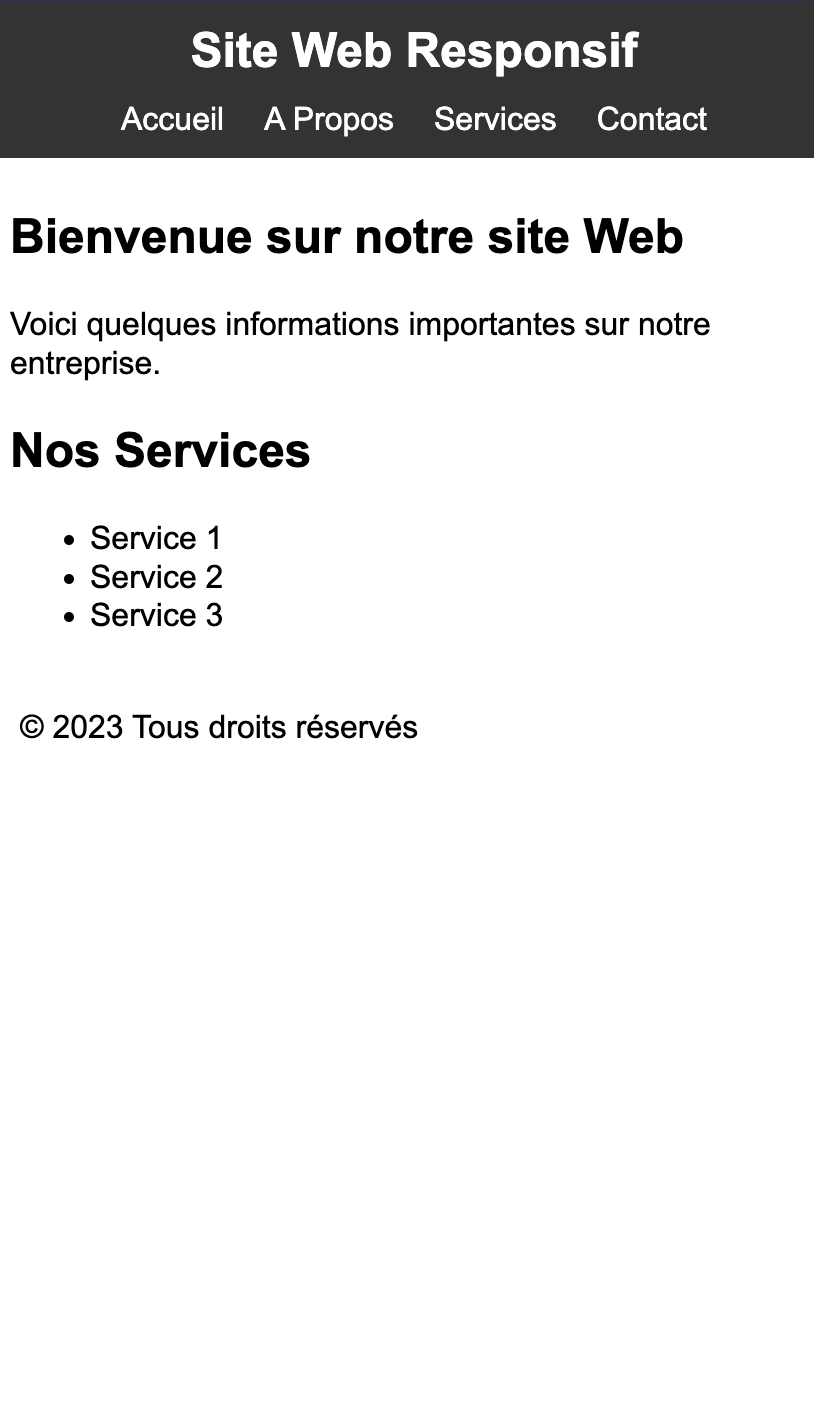 Site Web Responsif
Accueil A Propos Services Contact
Bienvenue sur notre site Web
Voici quelques informations importantes sur notre
entreprise.
Nos Services
• Service 1
• Service 2
• Service 3
© 2023 Tous droits réservés